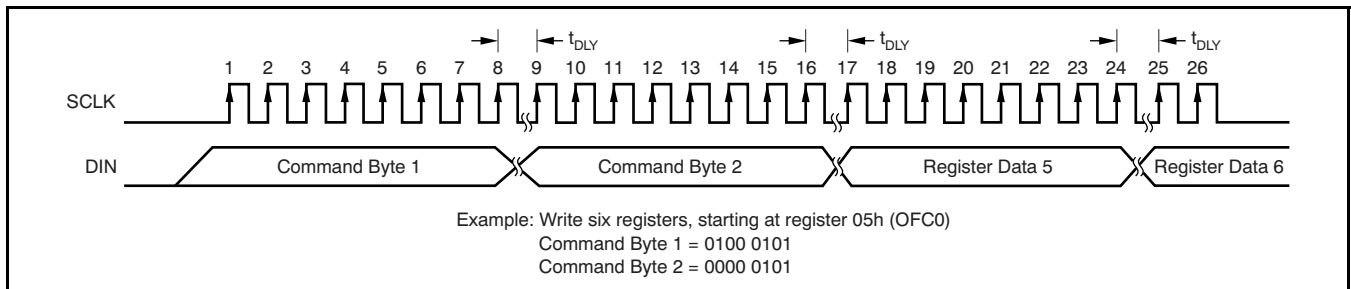 t_DLY t_DLY t_DLY
1 2 3 4 5 6 7 8 9 10 11 12 13 14 15 16 17 18 19 20 21 22 23 24 25 26
SCLK
DIN Command Byte 1 Command Byte 2 Register Data 5 Register Data 6
Example: Write six registers, starting at register 05h (OFC0)
Command Byte 1 = 0100 0101
Command Byte 2 = 0000 0101